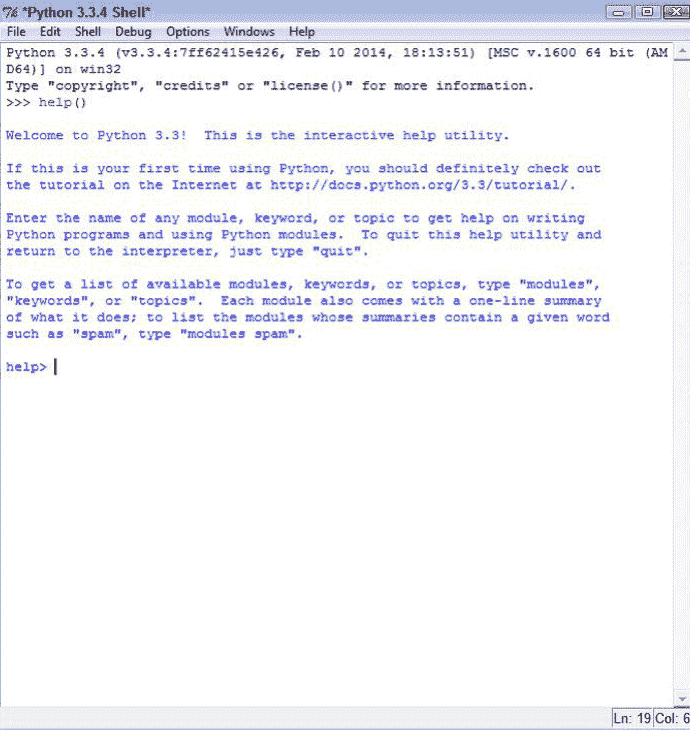 *Python 3.3.4 Shell*
File Edit Shell Debug Options Windows Help
Python 3.3.4 (v3.3.4:7ff62415e426, Feb 10 2014, 18:13:51) [MSC v.1600 64 bit (AM
D64)] on win32
Type "copyright", "credits" or "license()" for more information.
>>> help()
Welcome to Python 3.3!  This is the interactive help utility.
If this is your first time using Python, you should definitely check out
the tutorial on the Internet at http://docs.python.org/3.3/tutorial/.
Enter the name of any module, keyword, or topic to get help on writing
Python programs and using Python modules.  To quit this help utility and
return to the interpreter, just type "quit".
To get a list of available modules, keywords, or topics, type "modules",
"keywords", or "topics".  Each module also comes with a one-line summary
of what it does; to list the modules whose summaries contain a given word
such as "spam", type "modules spam".
help>
Ln: 19 Col: 6